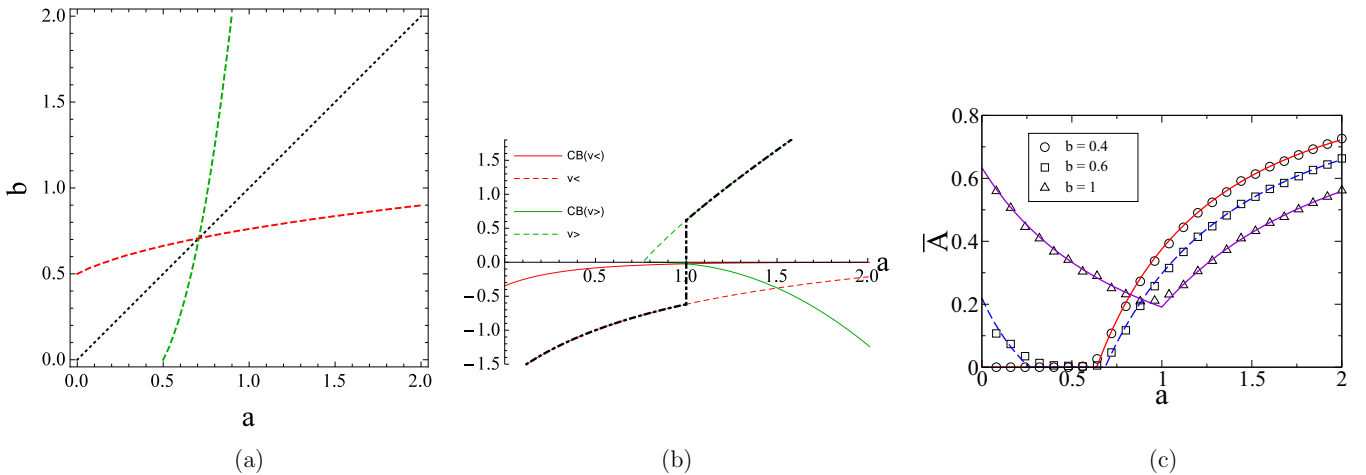 2.0
1.5
1.0
0.5
0.0
b
0.0 0.5 1.0 1.5 2.0
a
(a)
1.5
1.0
0.5
0.0
−0.5
−1.0
−1.5
CB(v<)
v<
CB(v>)
v>
0.5 1.0 1.5 2.0
a
(b)
0.8
0.6
0.4
0.2
0
A̅
b = 0.4
b = 0.6
b = 1
0 0.5 1 1.5 2
a
(c)